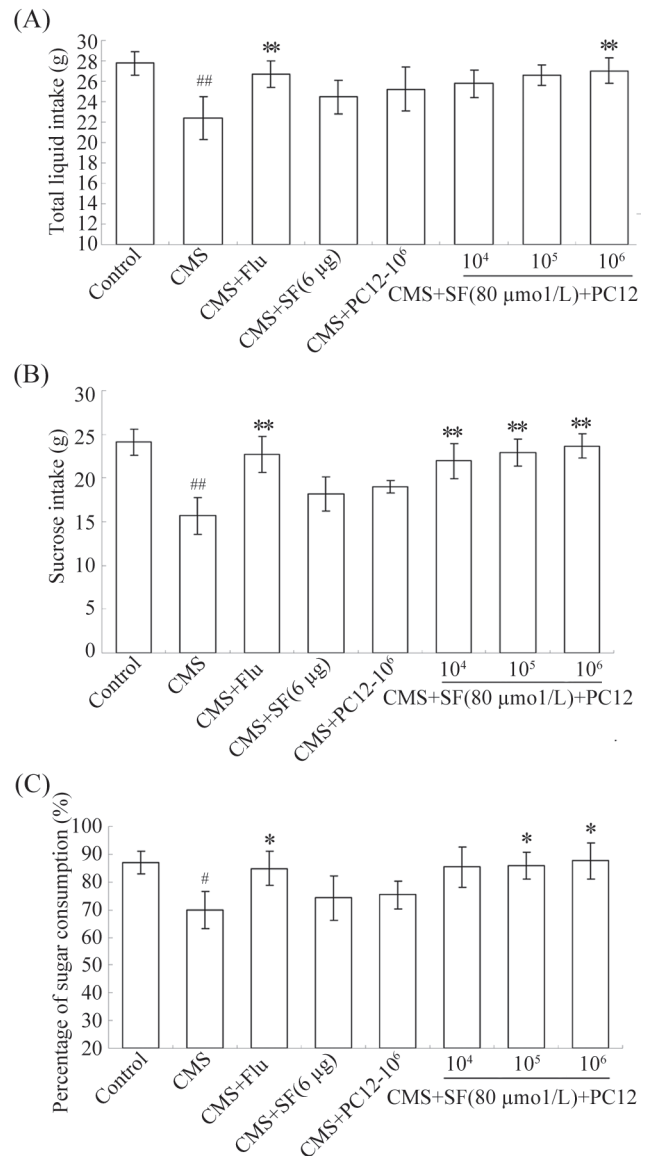 (A)
Total liquid intake (g)
30
28
26
24
22
20
18
16
14
12
10
##
**
**
Control
CMS
CMS+Flu
CMS+SF(6 μg)
CMS+PC12-10⁶
10⁴ 10⁵ 10⁶
CMS+SF(80 μmo1/L)+PC12
(B)
Sucrose intake (g)
30
25
20
15
10
5
0
##
**
**
**
**
Control
CMS
CMS+Flu
CMS+SF(6 μg)
CMS+PC12-10⁶
10⁴ 10⁵ 10⁶
CMS+SF(80 μmo1/L)+PC12
(C)
Percentage of sugar consumption (%)
100
90
80
70
60
50
40
30
20
#
*
*
*
Control
CMS
CMS+Flu
CMS+SF(6 μg)
CMS+PC12-10⁶
10⁴ 10⁵ 10⁶
CMS+SF(80 μmo1/L)+PC12